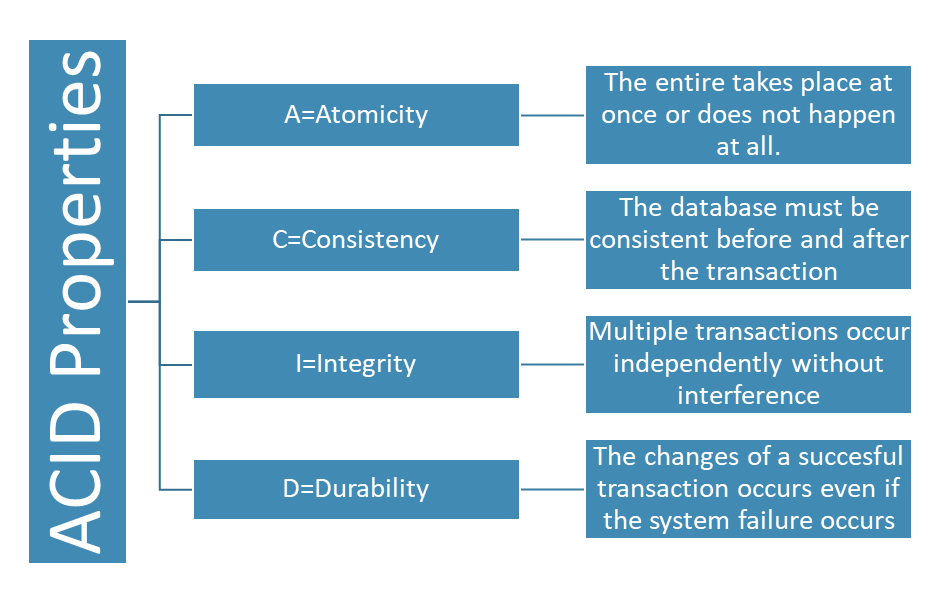 ACID Properties
A=Atomicity
The entire takes place at
once or does not happen
at all.
C=Consistency
The database must be
consistent before and after
the transaction
I=Integrity
Multiple transactions occur
independently without
interference
D=Durability
The changes of a succesful
transaction occurs even if
the system failure occurs